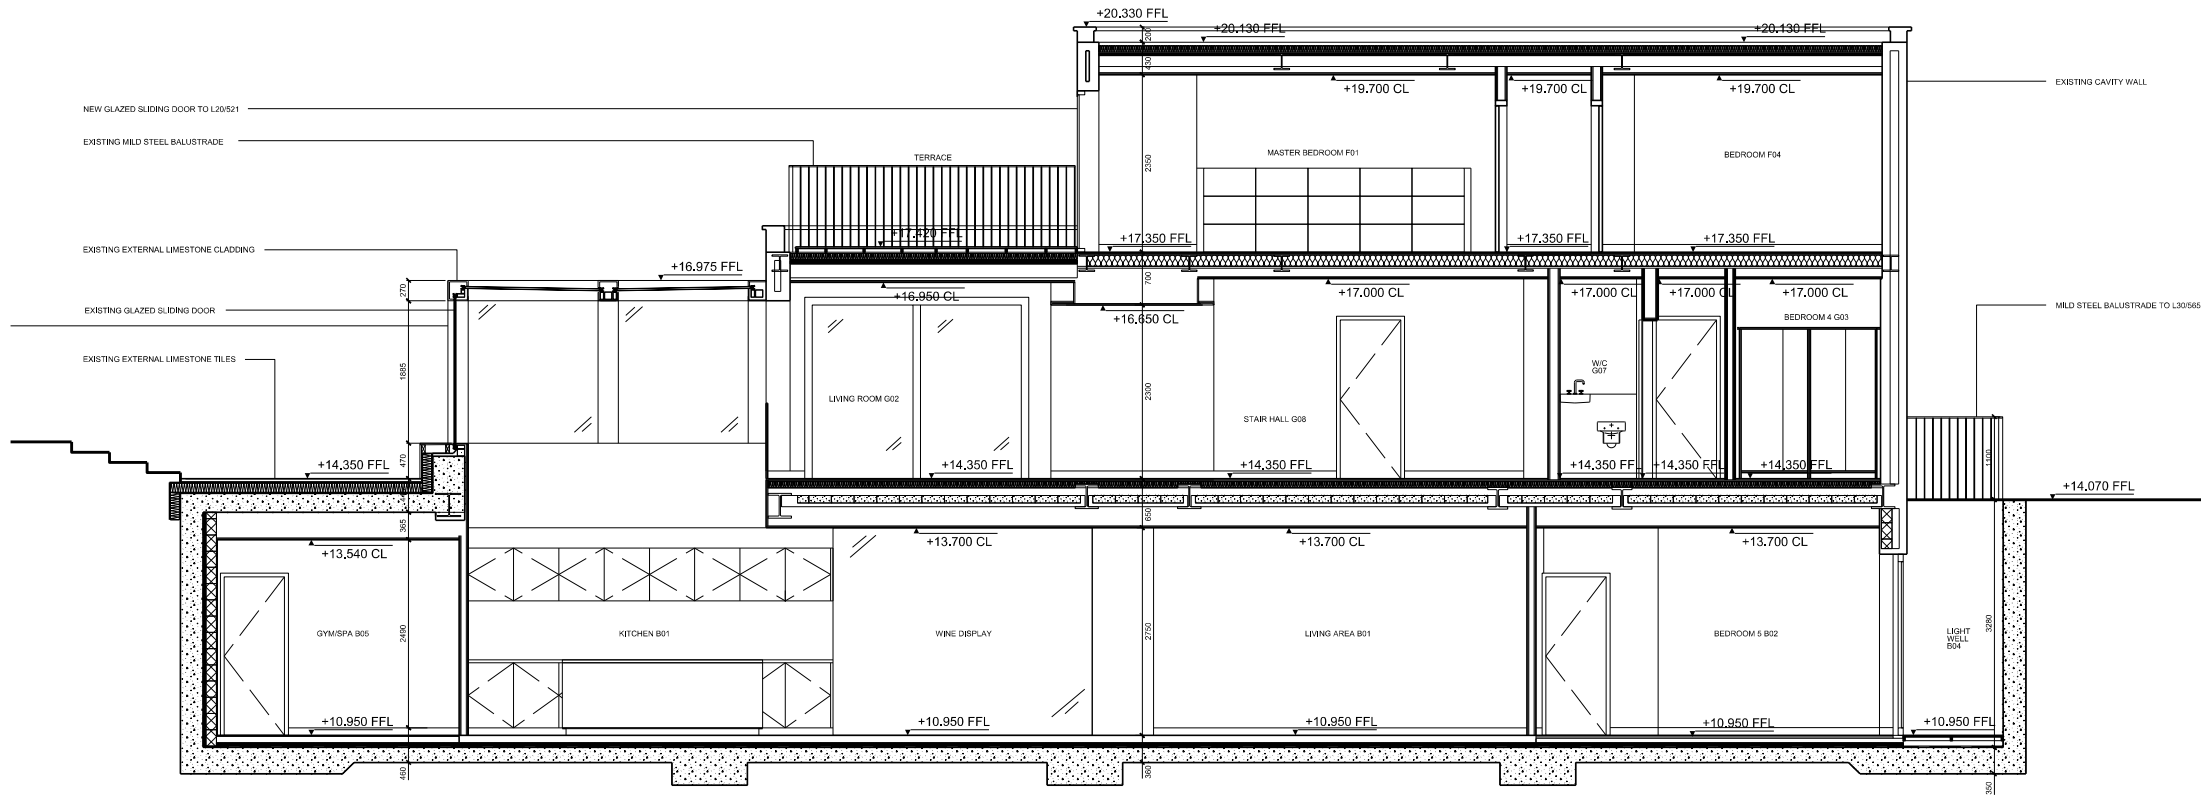 +20.330 FFL
+20.130 FFL
+20.130 FFL
200
430
EXISTING CAVITY WALL
+19.700 CL
+19.700 CL
+19.700 CL
NEW GLAZED SLIDING DOOR TO L20/521
EXISTING MILD STEEL BALUSTRADE
TERRACE
MASTER BEDROOM F01
BEDROOM F04
2350
+17.420 FFL
+17.350 FFL
+17.350 FFL
+17.350 FFL
EXISTING EXTERNAL LIMESTONE CLADDING
+16.975 FFL
270
700
+16.950 CL
+17.000 CL
+17.000 CL
+17.000 CL
+17.000 CL
EXISTING GLAZED SLIDING DOOR
+16.650 CL
BEDROOM 4 G03
MILD STEEL BALUSTRADE TO L30/565
EXISTING EXTERNAL LIMESTONE TILES
1885
W/C
G07
LIVING ROOM G02
2300
STAIR HALL G08
1100
470
+14.350 FFL
+14.350 FFL
+14.350 FFL
+14.350 FFL
+14.350 FFL
+14.350 FFL
+14.070 FFL
365
650
+13,540 CL
+13.700 CL
+13.700 CL
+13.700 CL
GYM/SPA B05
2490
KITCHEN B01
WINE DISPLAY
2750
LIVING AREA B01
BEDROOM 5 B02
LIGHT
WELL
B04
3280
+10.950 FFL
+10.950 FFL
+10.950 FFL
+10.950 FFL
+10.950 FFL
460
360
350